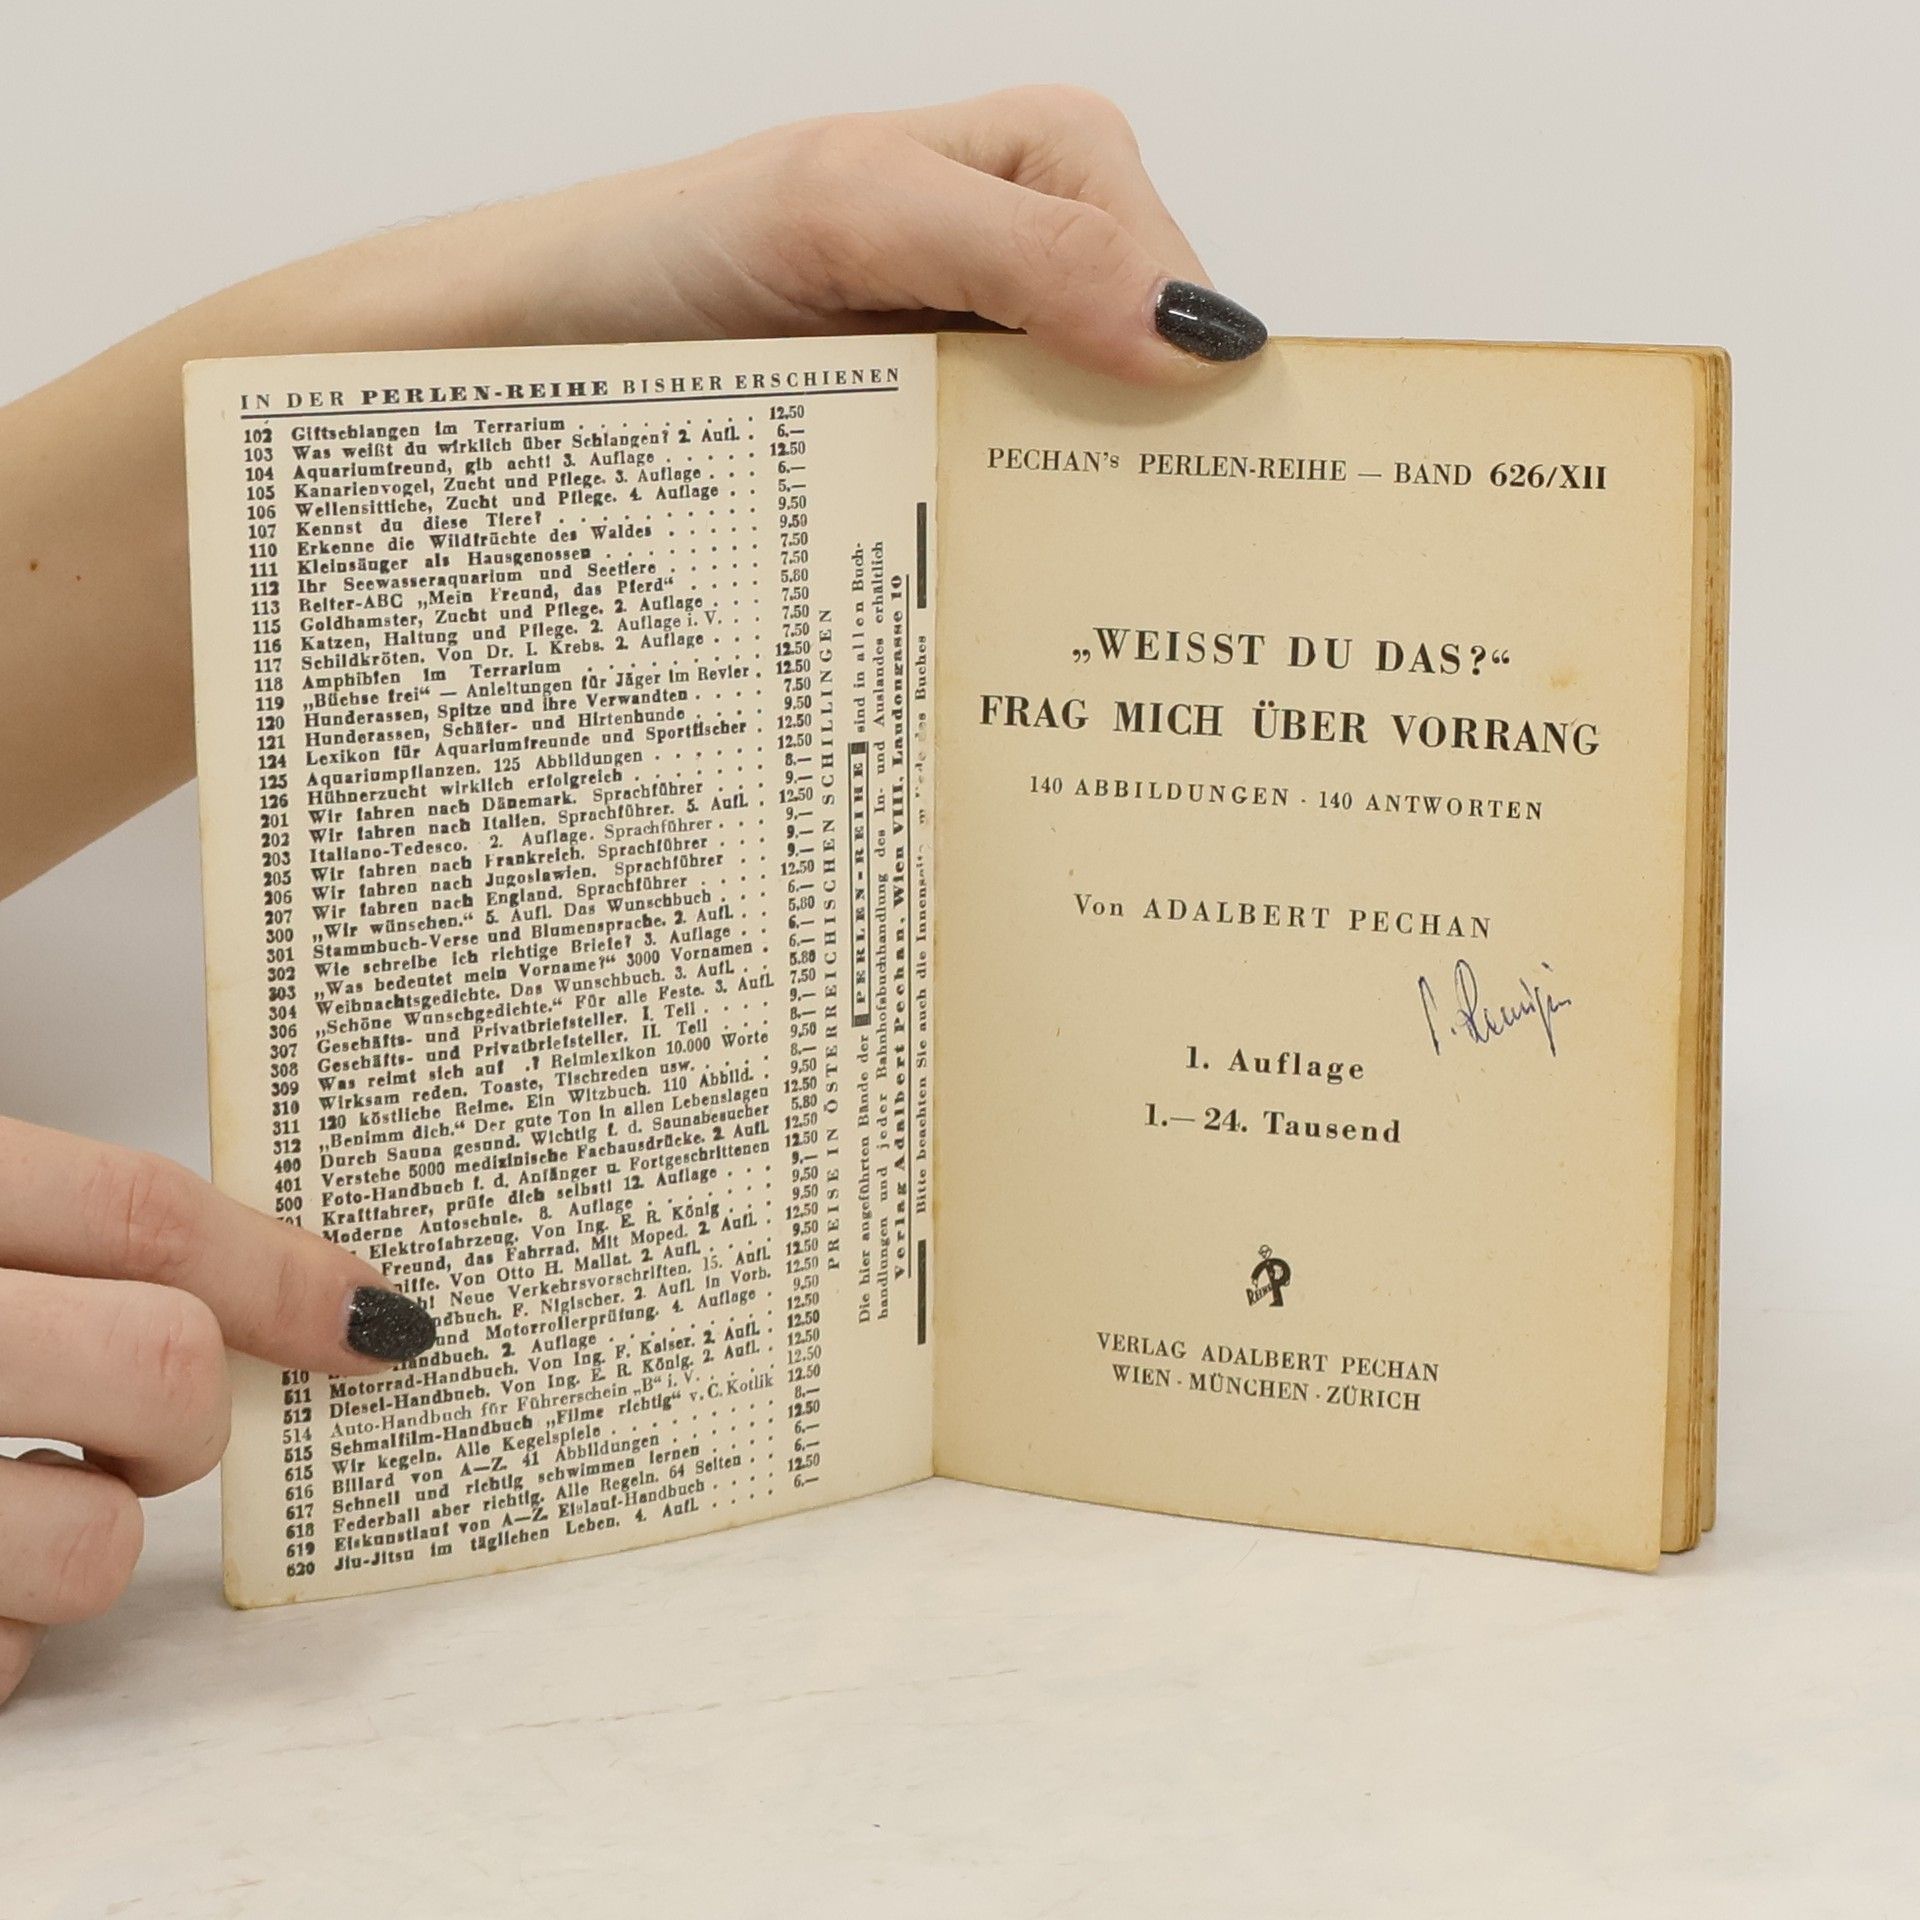 IN DER PERLEN-REIHE BISHER ERSCHIENEN
102 Giftschlangen im Terrarium . . . . . . . . . 12.50
103 Was weißt du wirklich über Schlangen? 2. Aufl. . 6.—
104 Aquariumfreund, gib acht! 3. Auflage . . . . . 12.50
105 Kanarienvogel, Zucht und Pflege. 3. Auflage . . . 6.—
106 Wellensittiche, Zucht und Pflege. 4. Auflage . . 5.—
107 Kennst du diese Tiere? . . . . . . . . . . 9.50
110 Erkenne die Wildfrüchte des Waldes . . . . . 9.50
111 Kleinsäuger als Hausgenossen . . . . . . . . 7.50
112 Ihr Seewasseraquarium und Seetiere . . . . . 7.50
113 Reiter-ABC „Mein Freund, das Pferd“ . . . . 5.80
115 Goldhamster, Zucht und Pflege. 2. Auflage . . . 7.50
116 Katzen, Haltung und Pflege. 2. Auflage i. V. . . 7.50
117 Schildkröten. Von Dr. I. Krebs. 2. Auflage . . . 7.50
118 Amphibien im Terrarium . . . . . . . . . 12.50
119 „Büchse frei“ — Anleitungen für Jäger im Revier . 12.50
120 Hunderassen, Spitze und ihre Verwandten . . . . 7.50
121 Hunderassen, Schäfer- und Hirtenhunde . . . . 9.50
124 Lexikon für Aquariumfreunde und Sportfischer . 12.50
125 Aquariumpflanzen. 125 Abbildungen . . . . . . 12.50
126 Hühnerzucht wirklich erfolgreich . . . . . . . 8.—
201 Wir fahren nach Dänemark. Sprachführer . . . 9.—
202 Wir fahren nach Italien. Sprachführer. 5. Aufl. . 12.50
203 Italiano-Tedesco. 2. Auflage. Sprachführer . . . 9.—
205 Wir fahren nach Frankreich. Sprachführer . . . 9.—
206 Wir fahren nach Jugoslawien. Sprachführer . . 9.—
207 Wir fahren nach England. Sprachführer . . . . 12.50
300 „Wir wünschen.“ 5. Aufl. Das Wunschbuch . . . 6.—
301 Stammbuch-Verse und Blumensprache. 2. Aufl. . . 5.80
302 Wie schreibe ich richtige Briefe? 3. Auflage . . 6.—
303 „Was bedeutet mein Vorname?“ 3000 Vornamen . 6.—
304 Weihnachtsgedichte. Das Wunschbuch. 3. Aufl. . . 5.80
306 „Schöne Wunschgedichte.“ Für alle Feste. 3. Aufl. 7.50
307 Geschäfts- und Privatbriefsteller. I. Teil . . . . 9.—
308 Geschäfts- und Privatbriefsteller. II. Teil . . . 8.—
309 Was reimt sich auf .? Reimlexikon 10.000 Worte 9.50
310 Wirksam reden. Toaste, Tischreden usw. . . . . 8.—
311 120 köstliche Reime. Ein Witzbuch. 110 Abbild. . 9.50
312 „Benimm dich.“ Der gute Ton in allen Lebenslagen 12.50
400 Durch Sauna gesund. Wichtig f. d. Saunabesucher 5.80
401 Verstehe 5000 medizinische Fachausdrücke. 2. Aufl. 12.50
500 Foto-Handbuch f. d. Anfänger u. Fortgeschrittenen 12.50
Kraftfahrer, prüfe dich selbst! 12. Auflage . . . 9.—
Moderne Autoschule. 8. Auflage . . . . . . . 9.50
Elektrofahrzeug. Von Ing. E. R. König . . . 9.50
Freund, das Fahrrad. Mit Moped. 2. Aufl. . 12.50
Von Otto H. Mallat. 2. Aufl. . . . . 9.50
Neue Verkehrsvorschriften. 15. Aufl. 12.50
F. Niglscher. 2. Aufl. in Vorb. 12.50
und Motorrollerprüfung. 4. Auflage . 9.50
Handbuch. 2. Auflage . . . . . . . . 12.50
510
511 Motorrad-Handbuch. Von Ing. F. Kaiser. 2. Aufl. . 12.50
512 Diesel-Handbuch. Von Ing. E. R. König. 2. Aufl. . 12.50
514 Auto-Handbuch für Führerschein „B“ i. V. . . . 12.50
515 Schmalfilm-Handbuch „Filme richtig“ v. C. Kotlik 12.50
615 Wir kegeln. Alle Kegelspiele . . . . . . . . 8.—
616 Billard von A—Z. 41 Abbildungen . . . . . . 12.50
617 Schnell und richtig schwimmen lernen . . . . 6.—
618 Federball aber richtig. Alle Regeln. 64 Seiten . . 6.—
619 Eiskunstlauf von A—Z. Eislauf-Handbuch . . . 12.50
620 Jiu-Jitsu im täglichen Leben. 4. Aufl. . . . . 6.—
PREISE IN ÖSTERREICHISCHEN SCHILLINGEN
Die hier angeführten Bände der PERLEN-REIHE sind in allen Buch-
handlungen und jeder Bahnhofsbuchhandlung des In- und Auslandes erhältlich
Verlag Adalbert Pechan, Wien VIII, Laudongasse 10
Bitte beachten Sie auch die Innenseite am Ende des Buches
PECHAN's PERLEN-REIHE — BAND 626/XII
„WEISST DU DAS?“
FRAG MICH ÜBER VORRANG
140 ABBILDUNGEN · 140 ANTWORTEN
Von ADALBERT PECHAN
1. Auflage
1.—24. Tausend
REIHE
VERLAG ADALBERT PECHAN
WIEN · MÜNCHEN · ZÜRICH